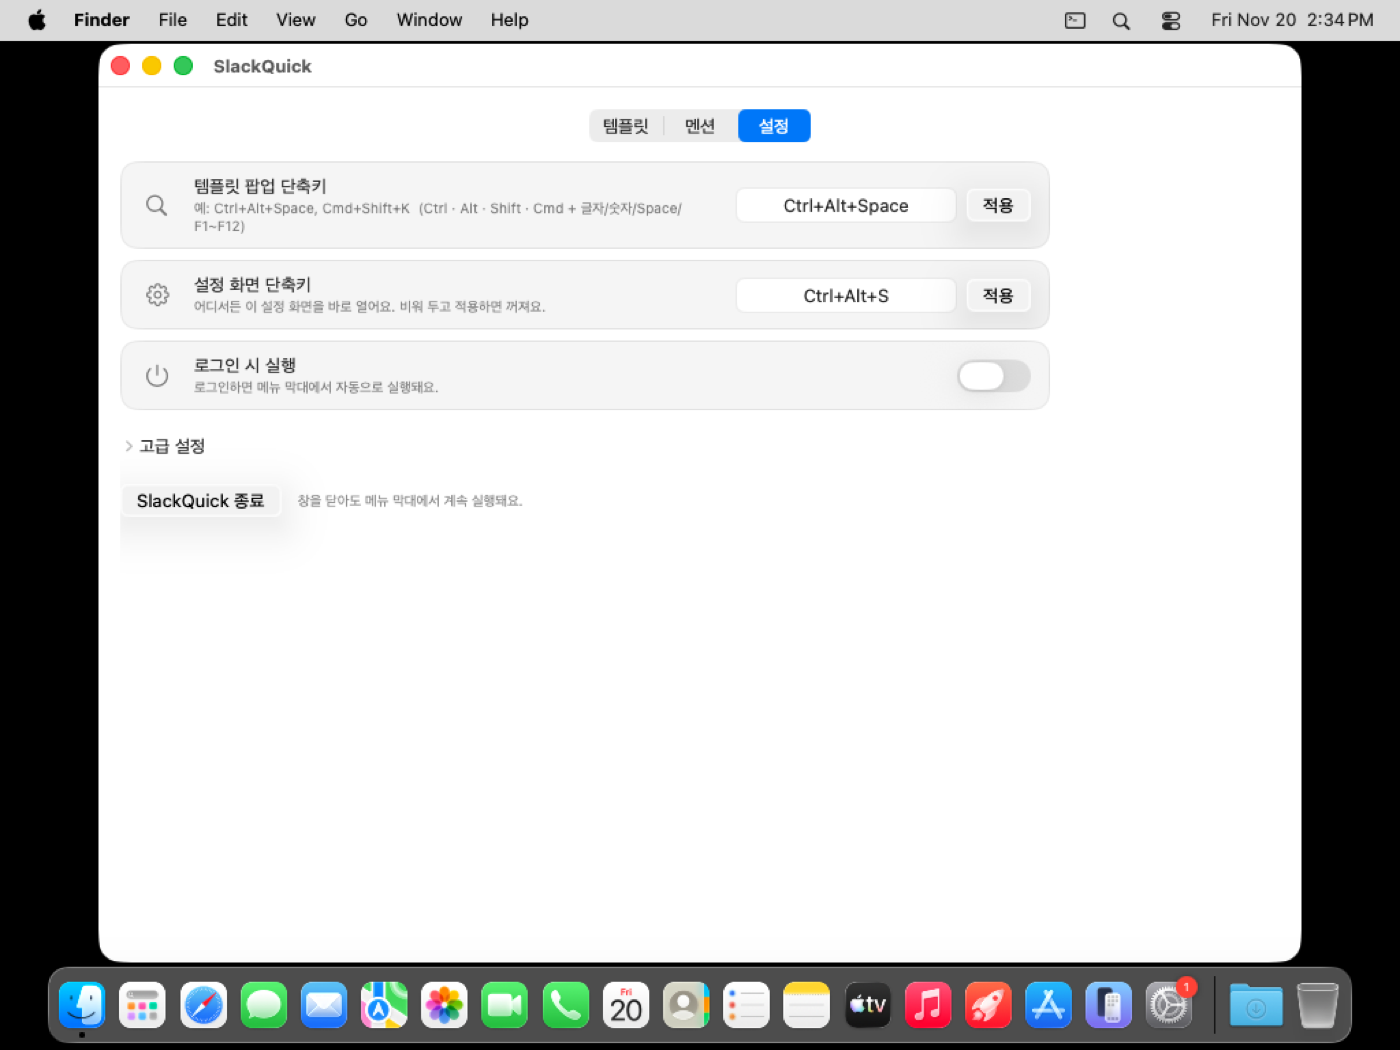 Finder File Edit View Go Window Help Fri Nov 20 2:34 PM
SlackQuick
템플릿 멘션 설정
템플릿 팝업 단축키
예: Ctrl+Alt+Space, Cmd+Shift+K (Ctrl · Alt · Shift · Cmd + 글자/숫자/Space/
F1~F12)
Ctrl+Alt+Space 적용
설정 화면 단축키
어디서든 이 설정 화면을 바로 열어요. 비워 두고 적용하면 꺼져요.
Ctrl+Alt+S 적용
로그인 시 실행
로그인하면 메뉴 막대에서 자동으로 실행돼요.
고급 설정
SlackQuick 종료 창을 닫아도 메뉴 막대에서 계속 실행돼요.
Fri
20
tv
1